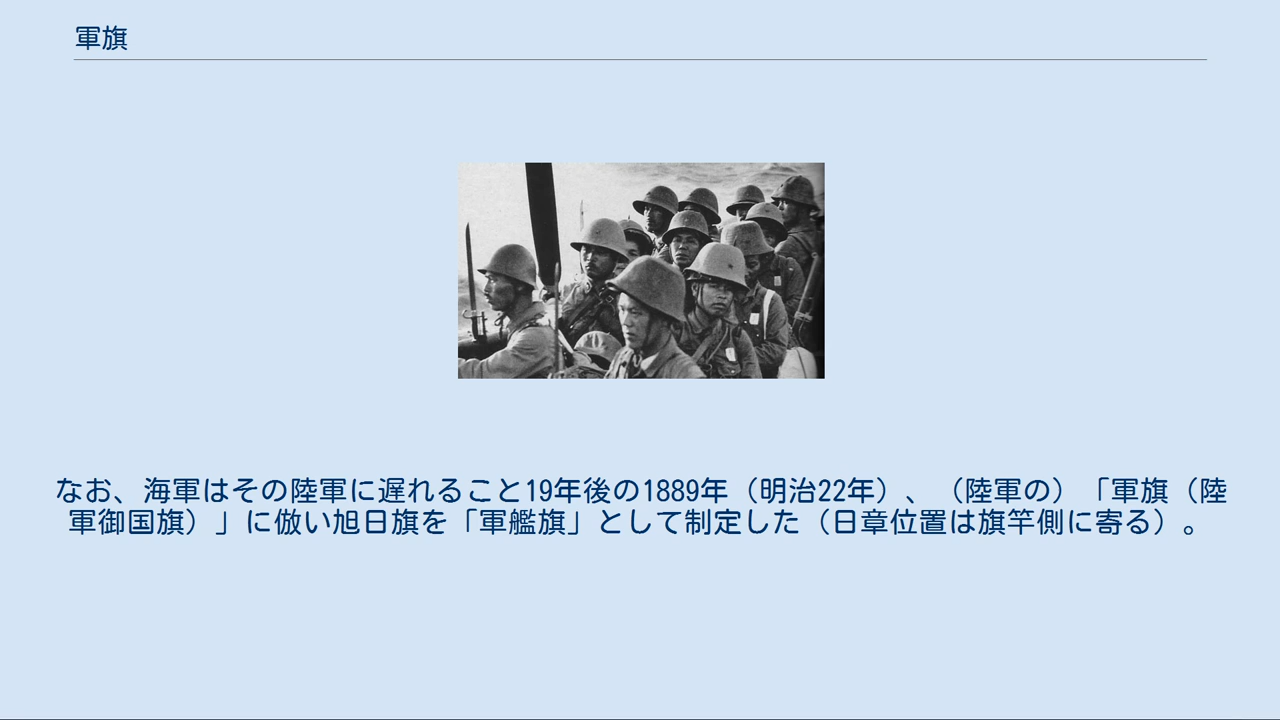 軍旗
なお、海軍はその陸軍に遅れること19年後の1889年（明治22年）、（陸軍の）「軍旗（陸
軍御国旗）」に倣い旭日旗を「軍艦旗」として制定した（日章位置は旗竿側に寄る）。